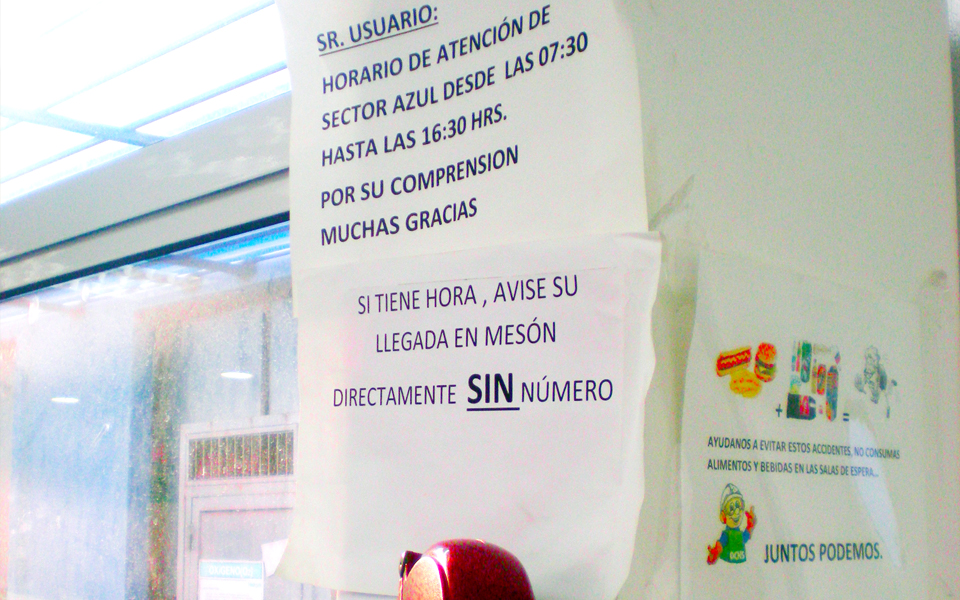 SR. USUARIO:
HORARIO DE ATENCIÓN DE
SECTOR AZUL DESDE LAS 07:30
HASTA LAS 16:30 HRS.
POR SU COMPRENSION
MUCHAS GRACIAS
SI TIENE HORA , AVISE SU
LLEGADA EN MESÓN
DIRECTAMENTE SIN NÚMERO
+ =
AYUDANOS A EVITAR ESTOS ACCIDENTES, NO CONSUMAS
ALIMENTOS Y BEBIDAS EN LAS SALAS DE ESPERA...
JUNTOS PODEMOS.